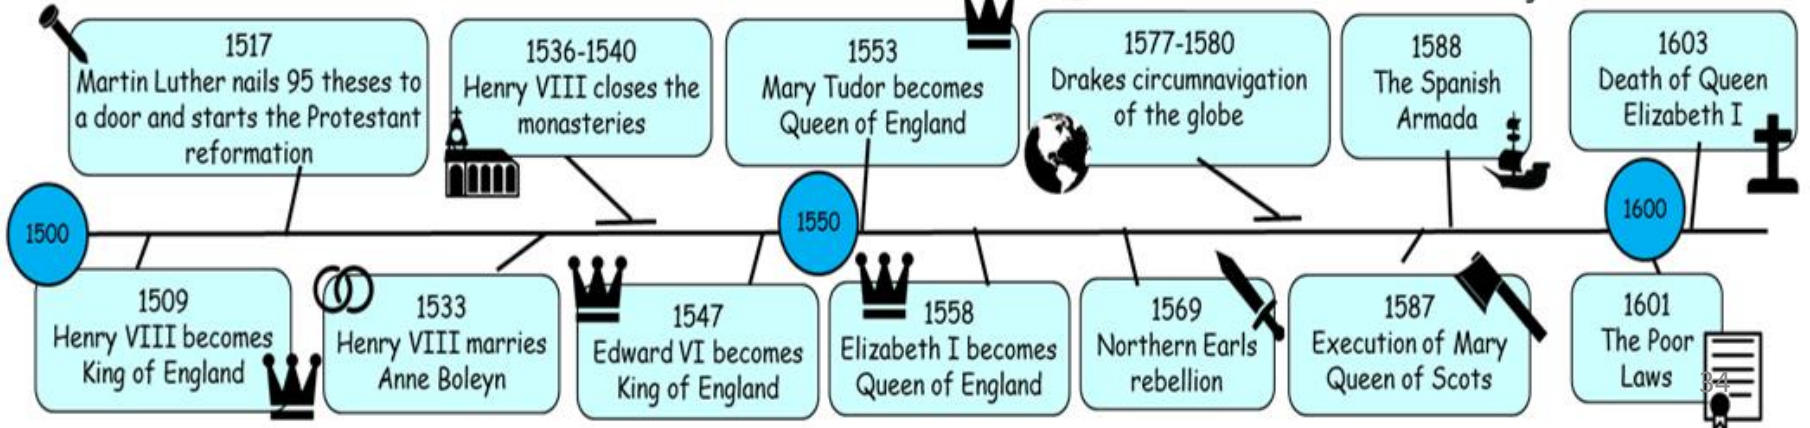 1517
Martin Luther nails 95 theses to
a door and starts the Protestant
reformation
1536-1540
Henry VIII closes the
monasteries
1553
Mary Tudor becomes
Queen of England
1577-1580
Drakes circumnavigation
of the globe
1588
The Spanish
Armada
1603
Death of Queen
Elizabeth I
1500
1550
1600
1509
Henry VIII becomes
King of England
1533
Henry VIII marries
Anne Boleyn
1547
Edward VI becomes
King of England
1558
Elizabeth I becomes
Queen of England
1569
Northern Earls
rebellion
1587
Execution of Mary
Queen of Scots
1601
The Poor
Laws
34